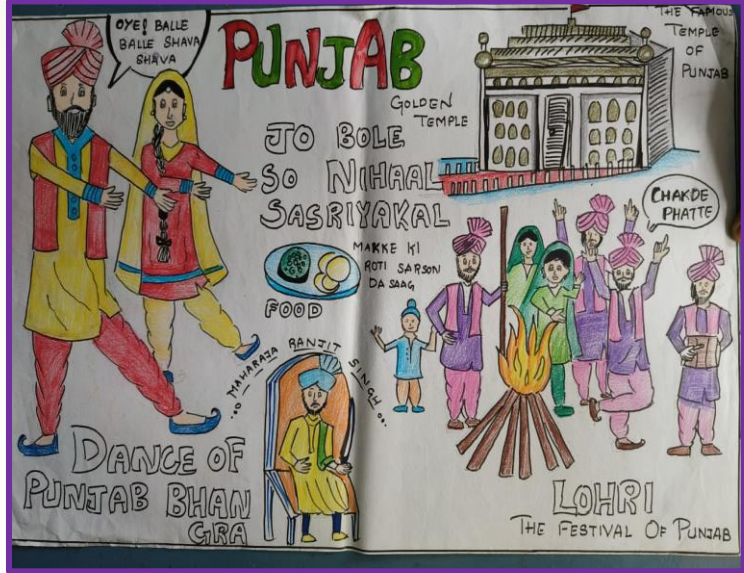 OYE! BALLE
BALLE SHAVA
SHAVA
PUNJAB
THE FAMOUS
TEMPLE
OF
PUNJAB
GOLDEN
TEMPLE
JO BOLE
SO NIHAAL
SASRIYAKAL
CHAKDE
PHATTE
MAKKE KI
ROTI SARSON
DA SAAG
FOOD
MAHARAJA RANJIT SINGH...
DANCE OF
PUNJAB BHAN
GRA
LOHRI
THE FESTIVAL OF PUNJAB